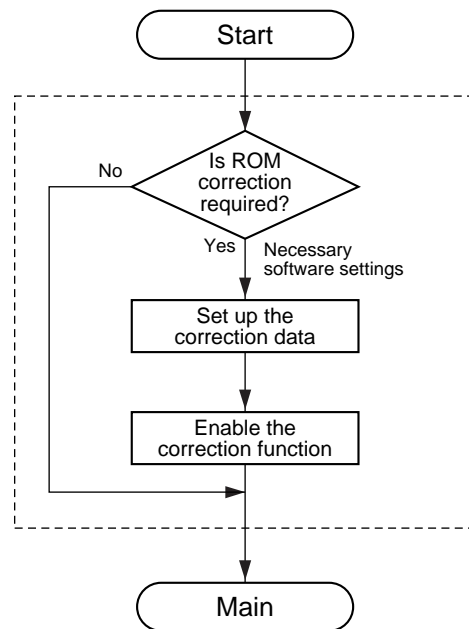 Start
Is ROM
correction
required?
No
Yes
Necessary
software settings
Set up the
correction data
Enable the
correction function
Main